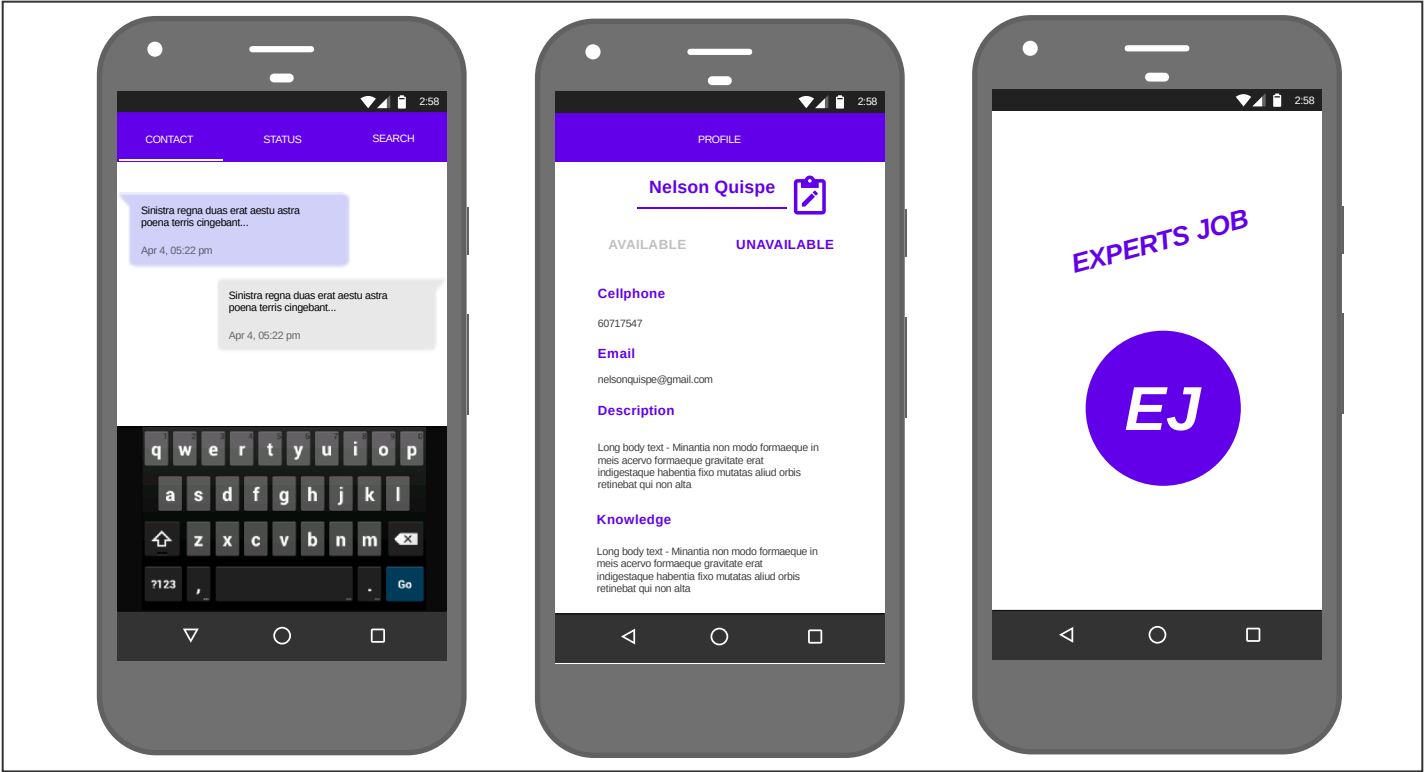 2:58
CONTACT STATUS SEARCH
Sinistra regna duas erat aestu astra
poena terris cingebant...
Apr 4, 05:22 pm
Sinistra regna duas erat aestu astra
poena terris cingebant...
Apr 4, 05:22 pm
q w e r t y u i o p
a s d f g h j k l
z x c v b n m
?123 , . Go
2:58
PROFILE
Nelson Quispe
AVAILABLE UNAVAILABLE
Cellphone
60717547
Email
nelsonquispe@gmail.com
Description
Long body text - Minantia non modo formaeque in
meis acervo formaeque gravitate erat
indigestaque habentia fixo mutatas aliud orbis
retinebat qui non alta
Knowledge
Long body text - Minantia non modo formaeque in
meis acervo formaeque gravitate erat
indigestaque habentia fixo mutatas aliud orbis
retinebat qui non alta
2:58
EXPERTS JOB
EJ